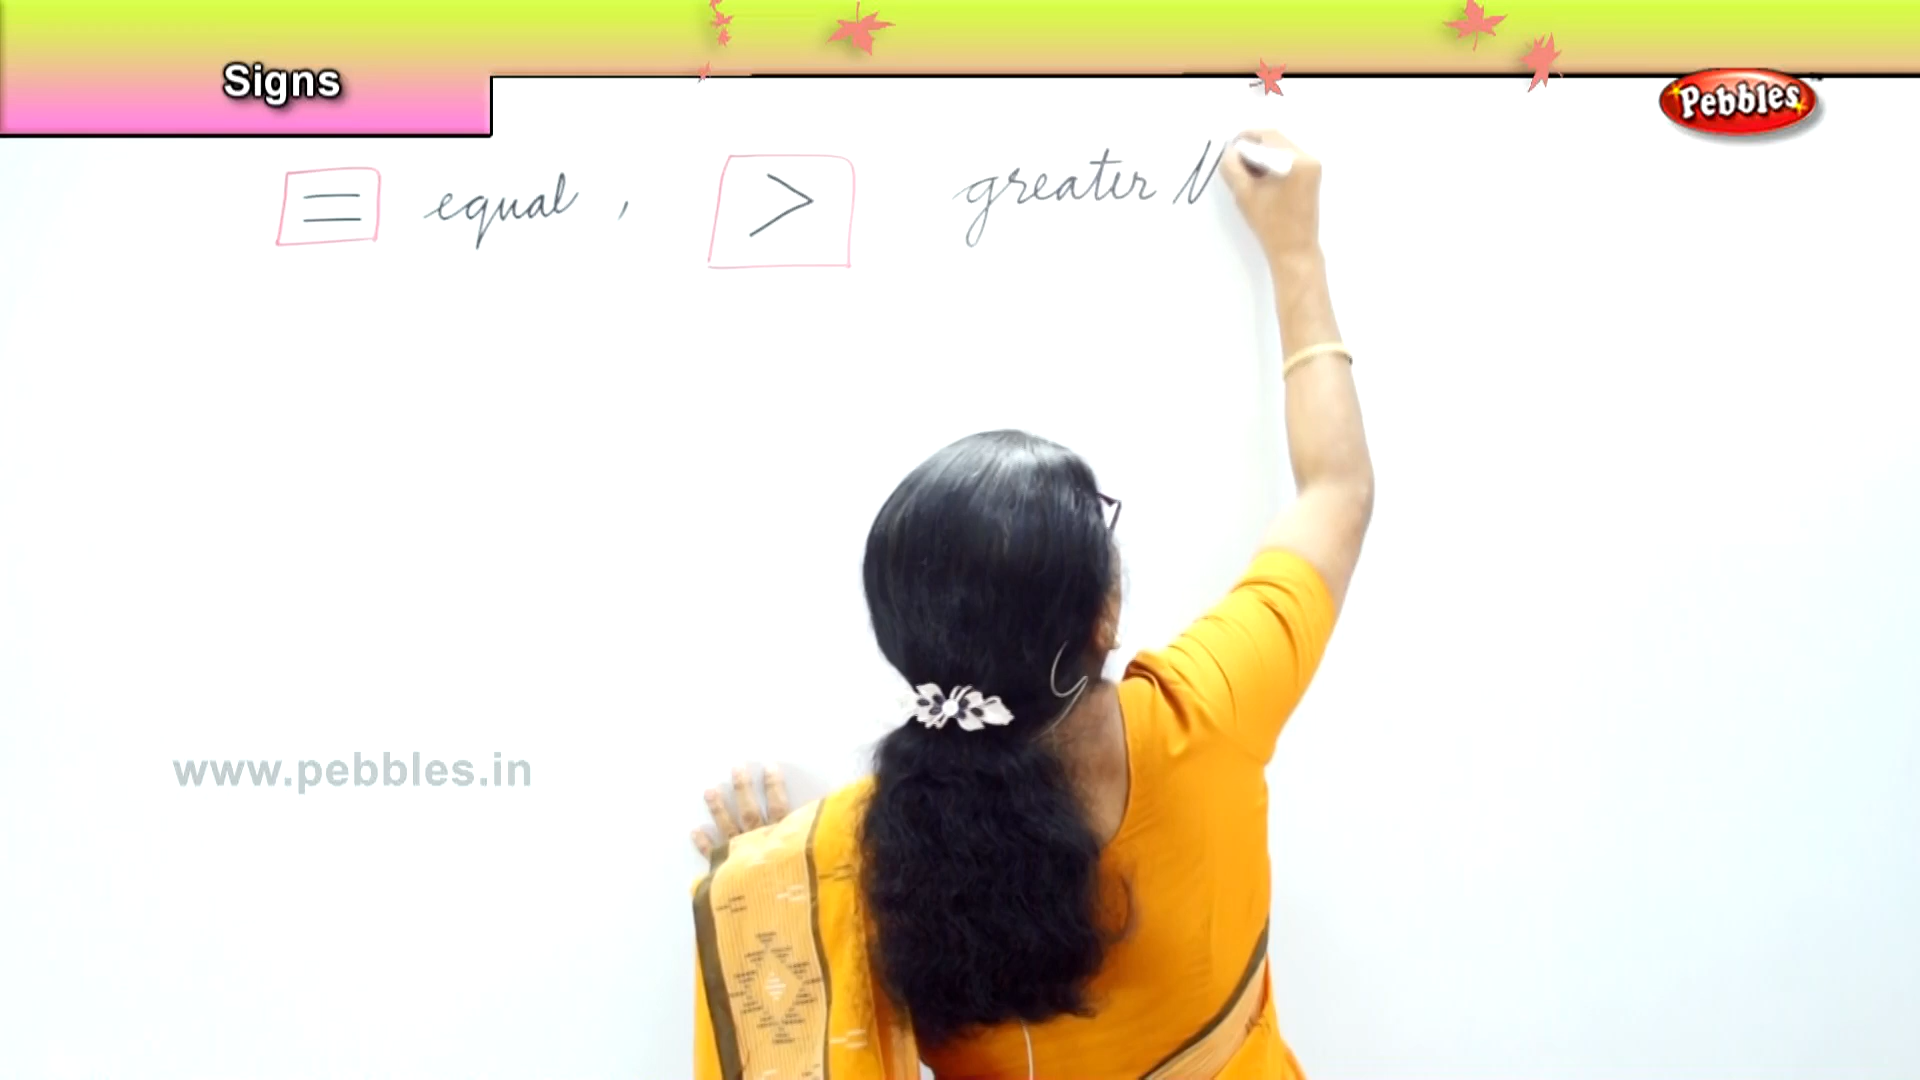 Signs
Pebbles
= equal , > greater
www.pebbles.in